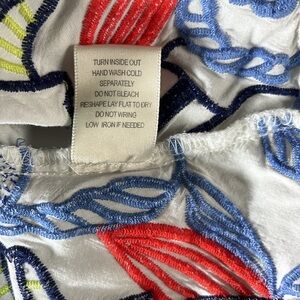 TURN INSIDE OUT
HAND WASH COLD
SEPARATELY
DO NOT BLEACH
RESHAPE LAY FLAT TO DRY
DO NOT WRING
LOW IRON IF NEEDED